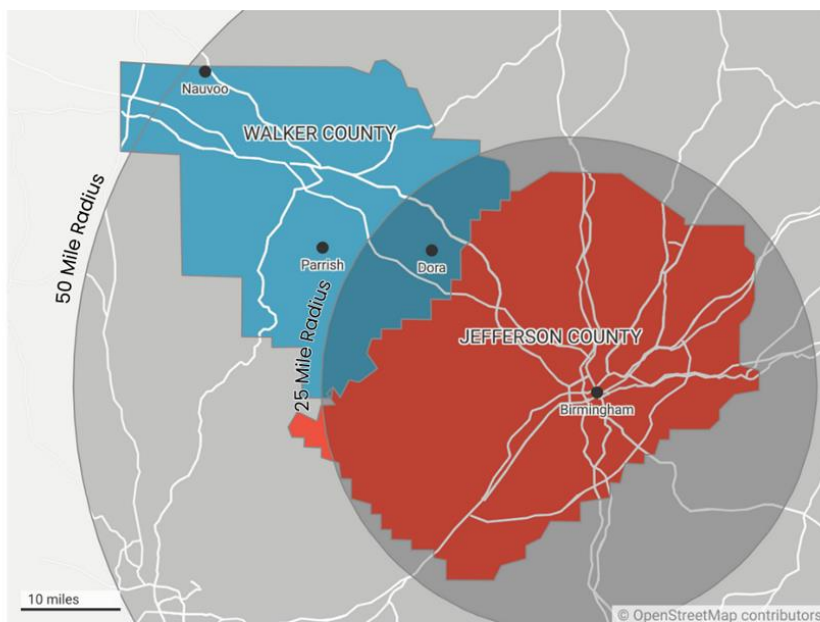 Nauvoo
WALKER COUNTY
50 Mile Radius
Parrish
Dora
25 Mile Radius
JEFFERSON COUNTY
Birmingham
10 miles
© OpenStreetMap contributors